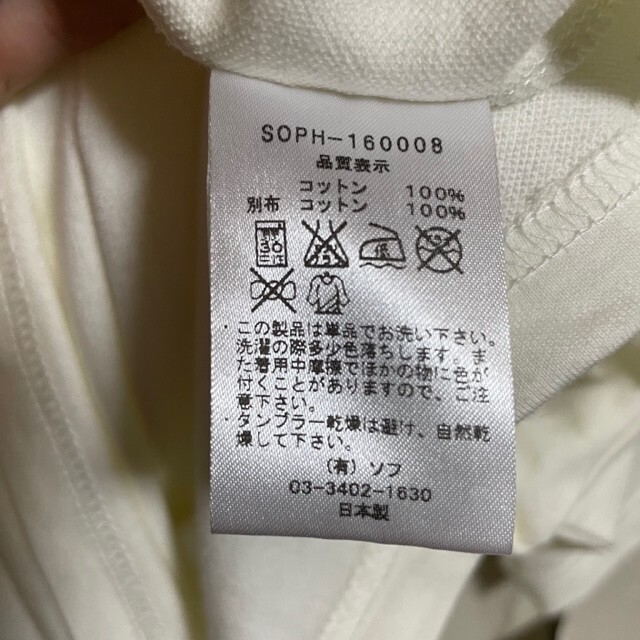 SOPH-160008
品質表示
コットン 100%
別布 コットン 100%
30
低
・この製品は単品でお洗い下さい。
洗濯の際多少色落ちします。ま
た着用中摩擦でほかの物に色が
付くことがありますので、ご注
意下さい。
・タンブラー乾燥は避け、自然乾
燥して下さい。
(有) ソフ
03-3402-1630
日本製